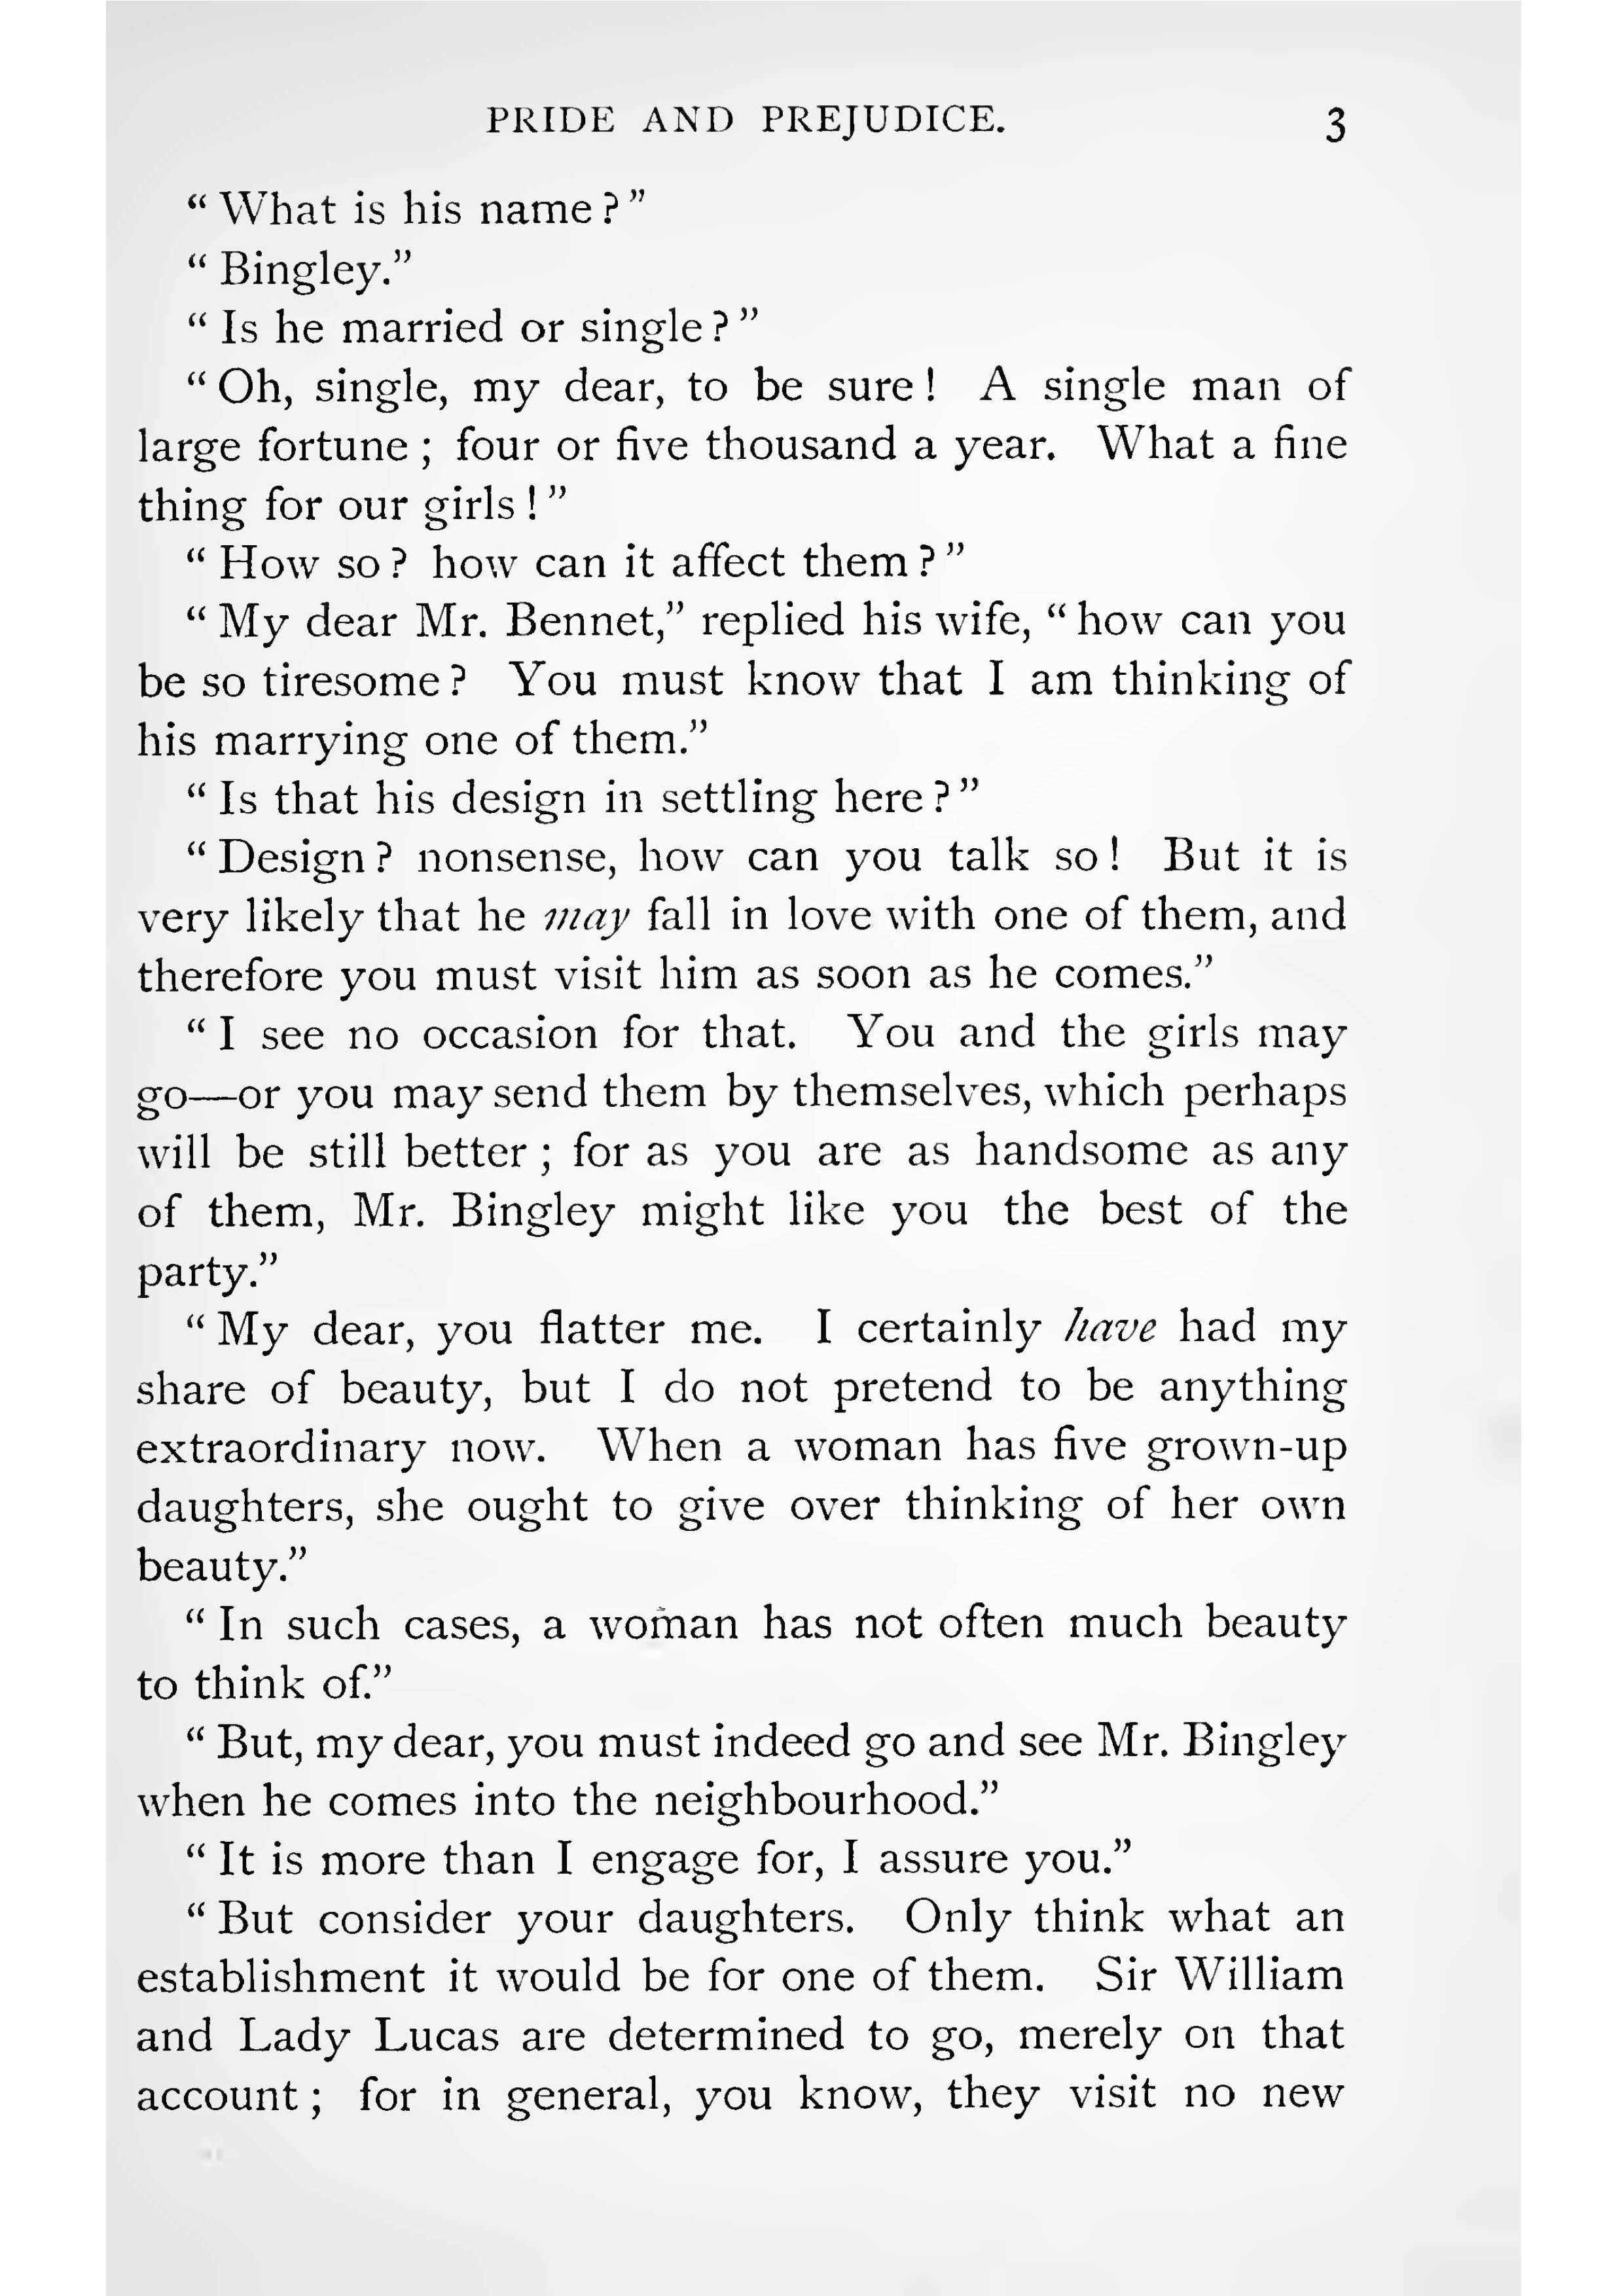 PRIDE AND PREJUDICE. 3
“ What is his name ? ”
“ Bingley.”
“ Is he married or single ? ”
“ Oh, single, my dear, to be sure ! A single man of
large fortune ; four or five thousand a year. What a fine
thing for our girls ! ”
“ How so ? how can it affect them ? ”
“ My dear Mr. Bennet,” replied his wife, “ how can you
be so tiresome ? You must know that I am thinking of
his marrying one of them.”
“ Is that his design in settling here ? ”
“ Design ? nonsense, how can you talk so ! But it is
very likely that he may fall in love with one of them, and
therefore you must visit him as soon as he comes.”
“ I see no occasion for that. You and the girls may
go—or you may send them by themselves, which perhaps
will be still better ; for as you are as handsome as any
of them, Mr. Bingley might like you the best of the
party.”
“ My dear, you flatter me. I certainly have had my
share of beauty, but I do not pretend to be anything
extraordinary now. When a woman has five grown-up
daughters, she ought to give over thinking of her own
beauty.”
“ In such cases, a woman has not often much beauty
to think of.”
“ But, my dear, you must indeed go and see Mr. Bingley
when he comes into the neighbourhood.”
“ It is more than I engage for, I assure you.”
“ But consider your daughters. Only think what an
establishment it would be for one of them. Sir William
and Lady Lucas are determined to go, merely on that
account ; for in general, you know, they visit no new